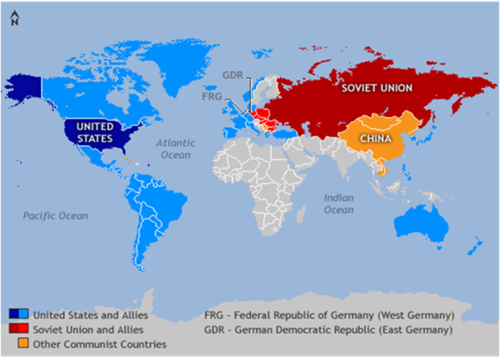 N
GDR
FRG
SOVIET UNION
UNITED
STATES
CHINA
Atlantic
Ocean
Pacific Ocean
Indian
Ocean
United States and Allies
Soviet Union and Allies
Other Communist Countries
FRG - Federal Republic of Germany (West Germany)
GDR - German Democratic Republic (East Germany)